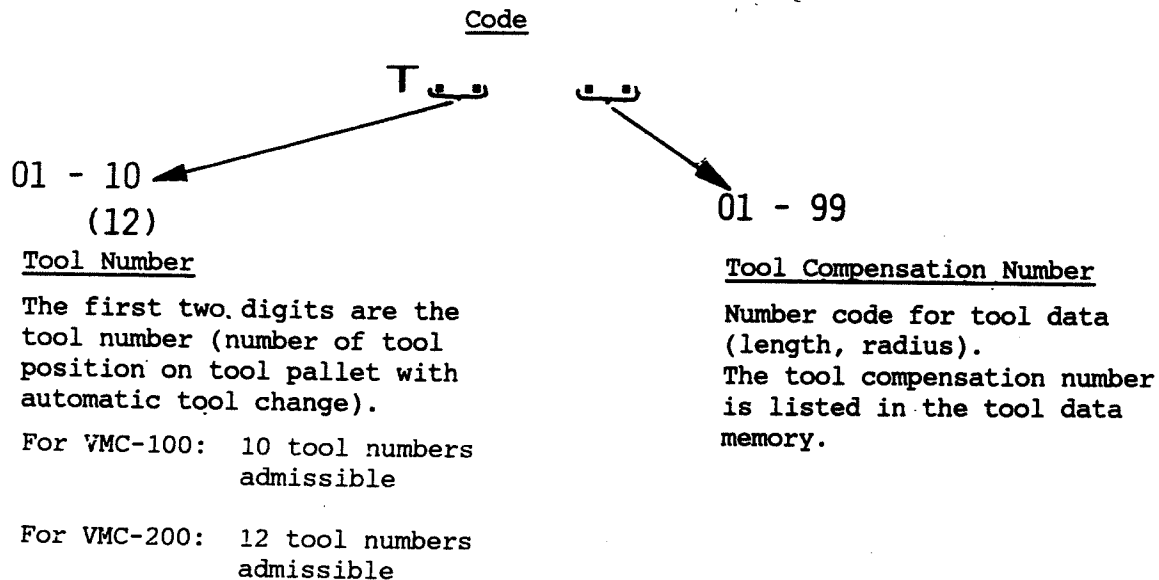 Code
T .. ..
01 - 10
(12)
Tool Number
The first two digits are the
tool number (number of tool
position on tool pallet with
automatic tool change).
For VMC-100: 10 tool numbers
admissible
For VMC-200: 12 tool numbers
admissible
01 - 99
Tool Compensation Number
Number code for tool data
(length, radius).
The tool compensation number
is listed in the tool data
memory.